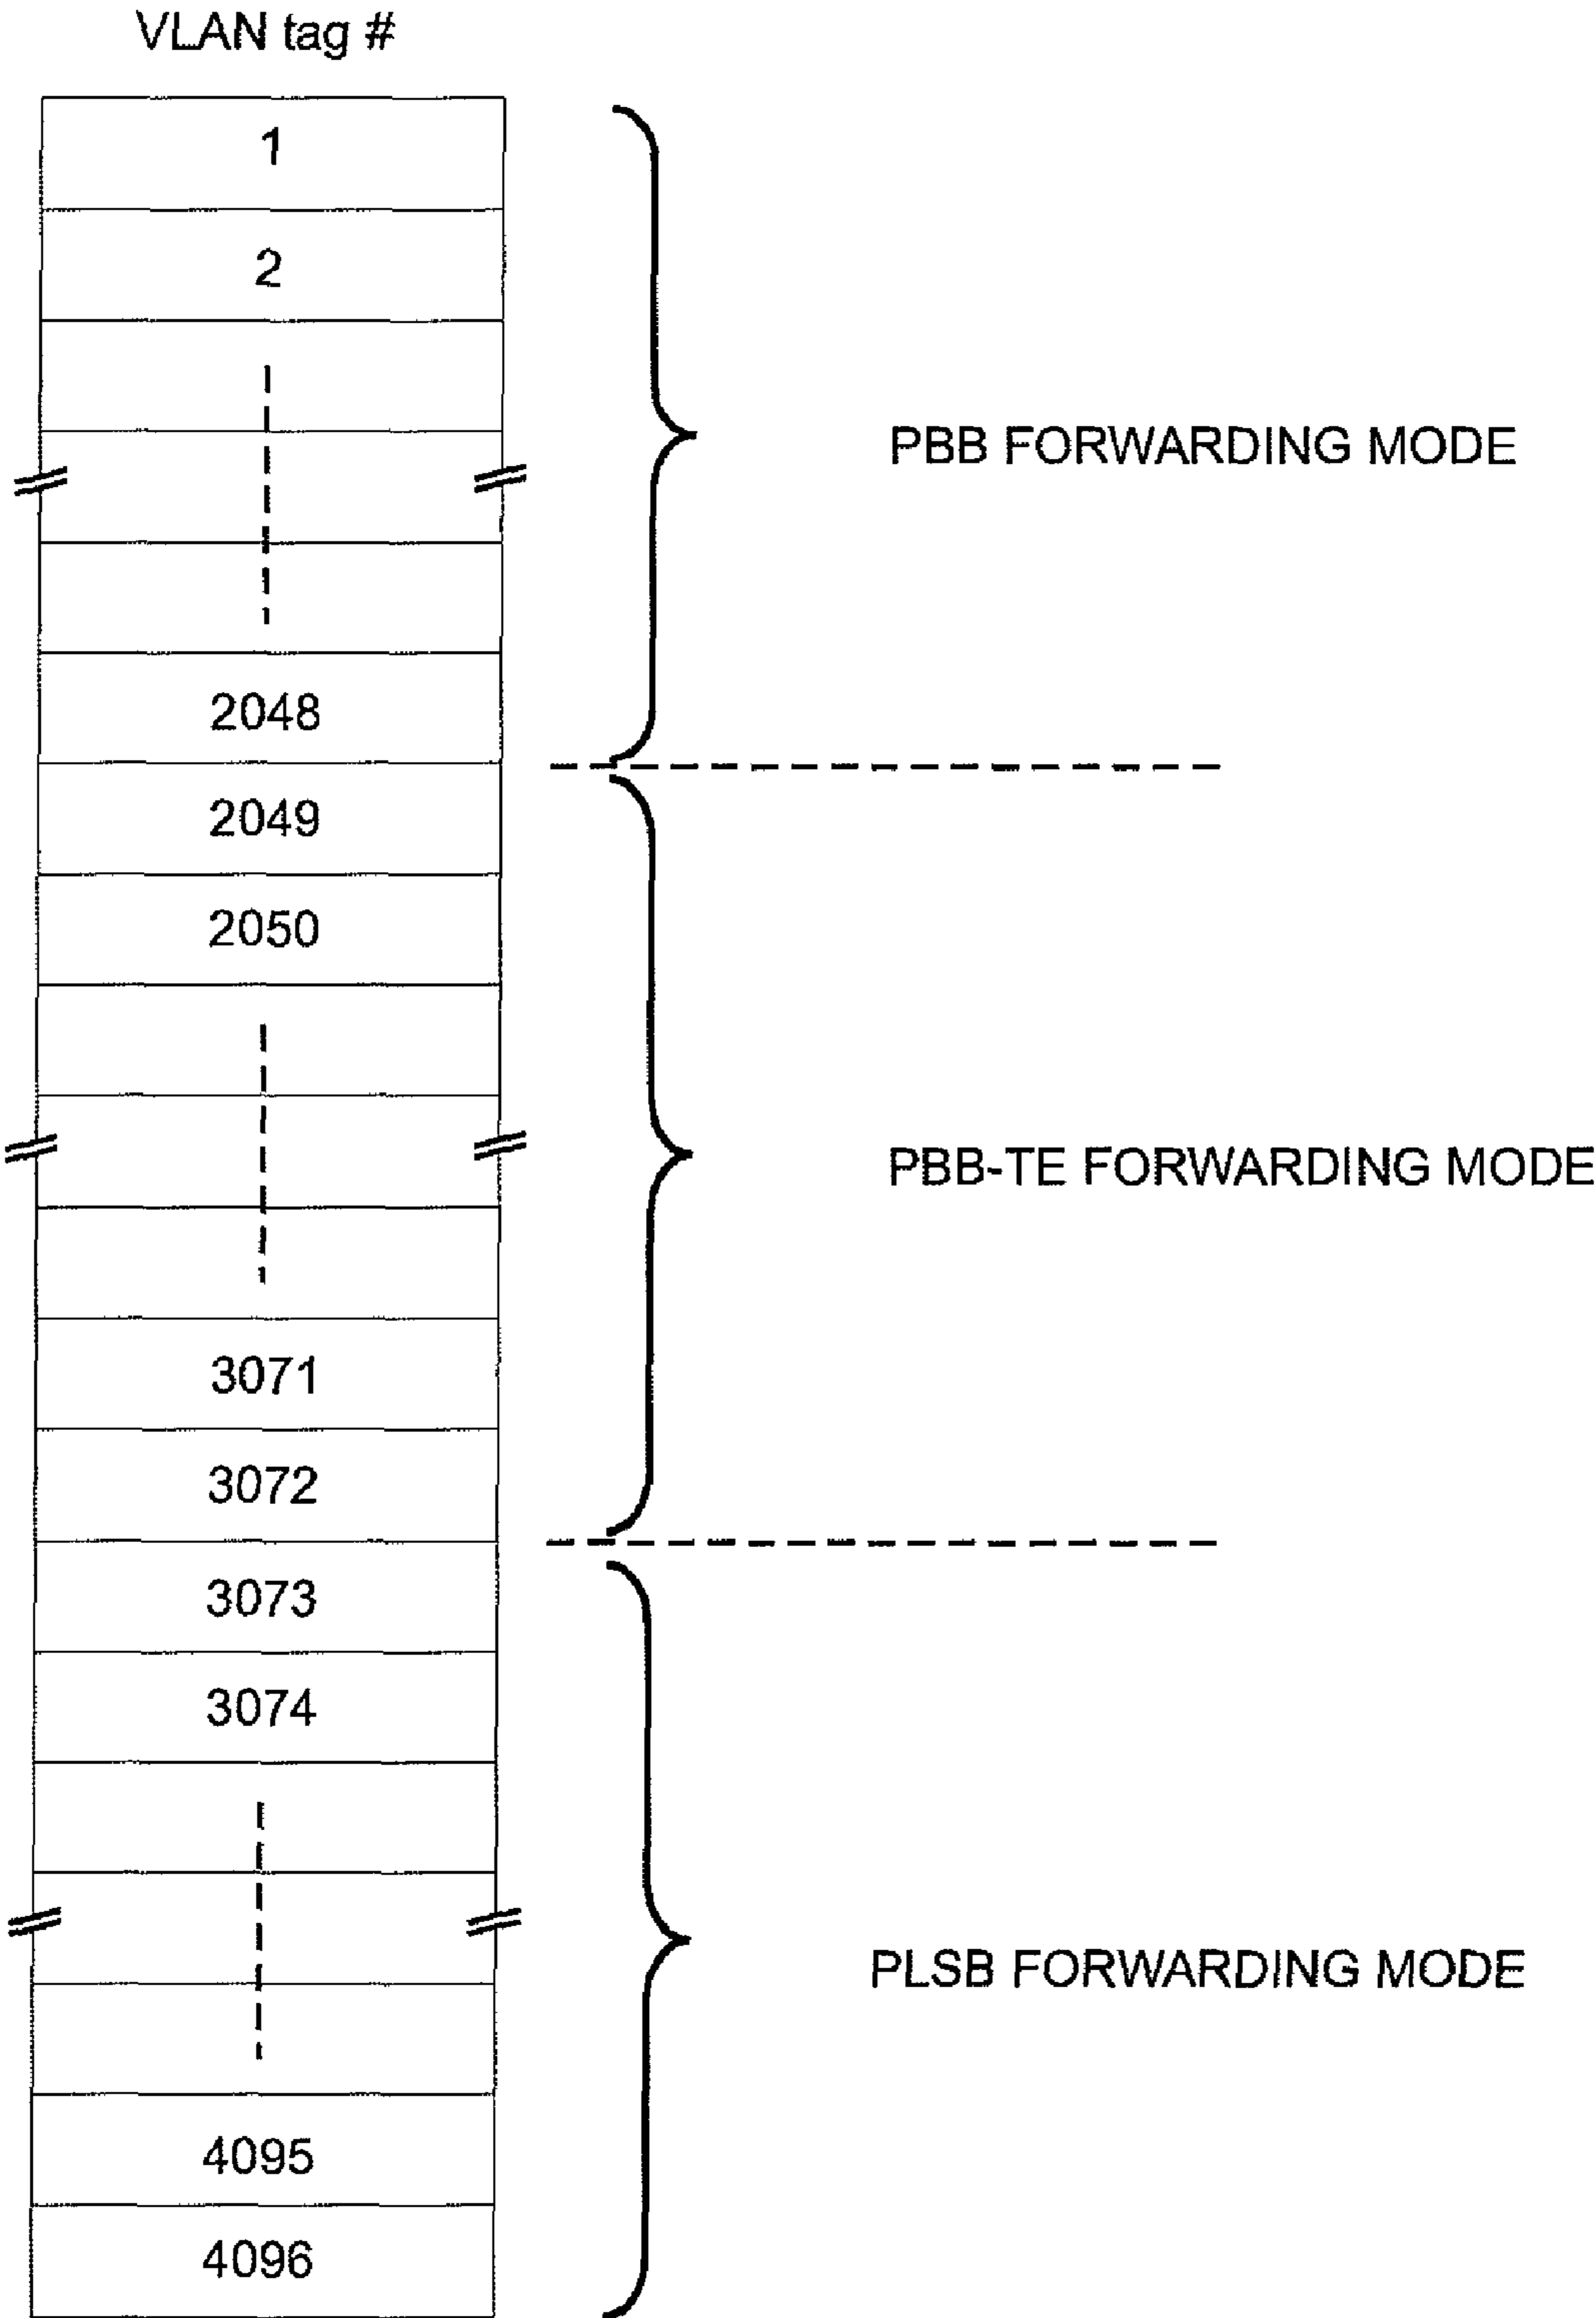 VLAN tag #
1
2
PBB FORWARDING MODE
2048
2049
2050
PBB-TE FORWARDING MODE
3071
3072
3073
3074
PLSB FORWARDING MODE
4095
4096